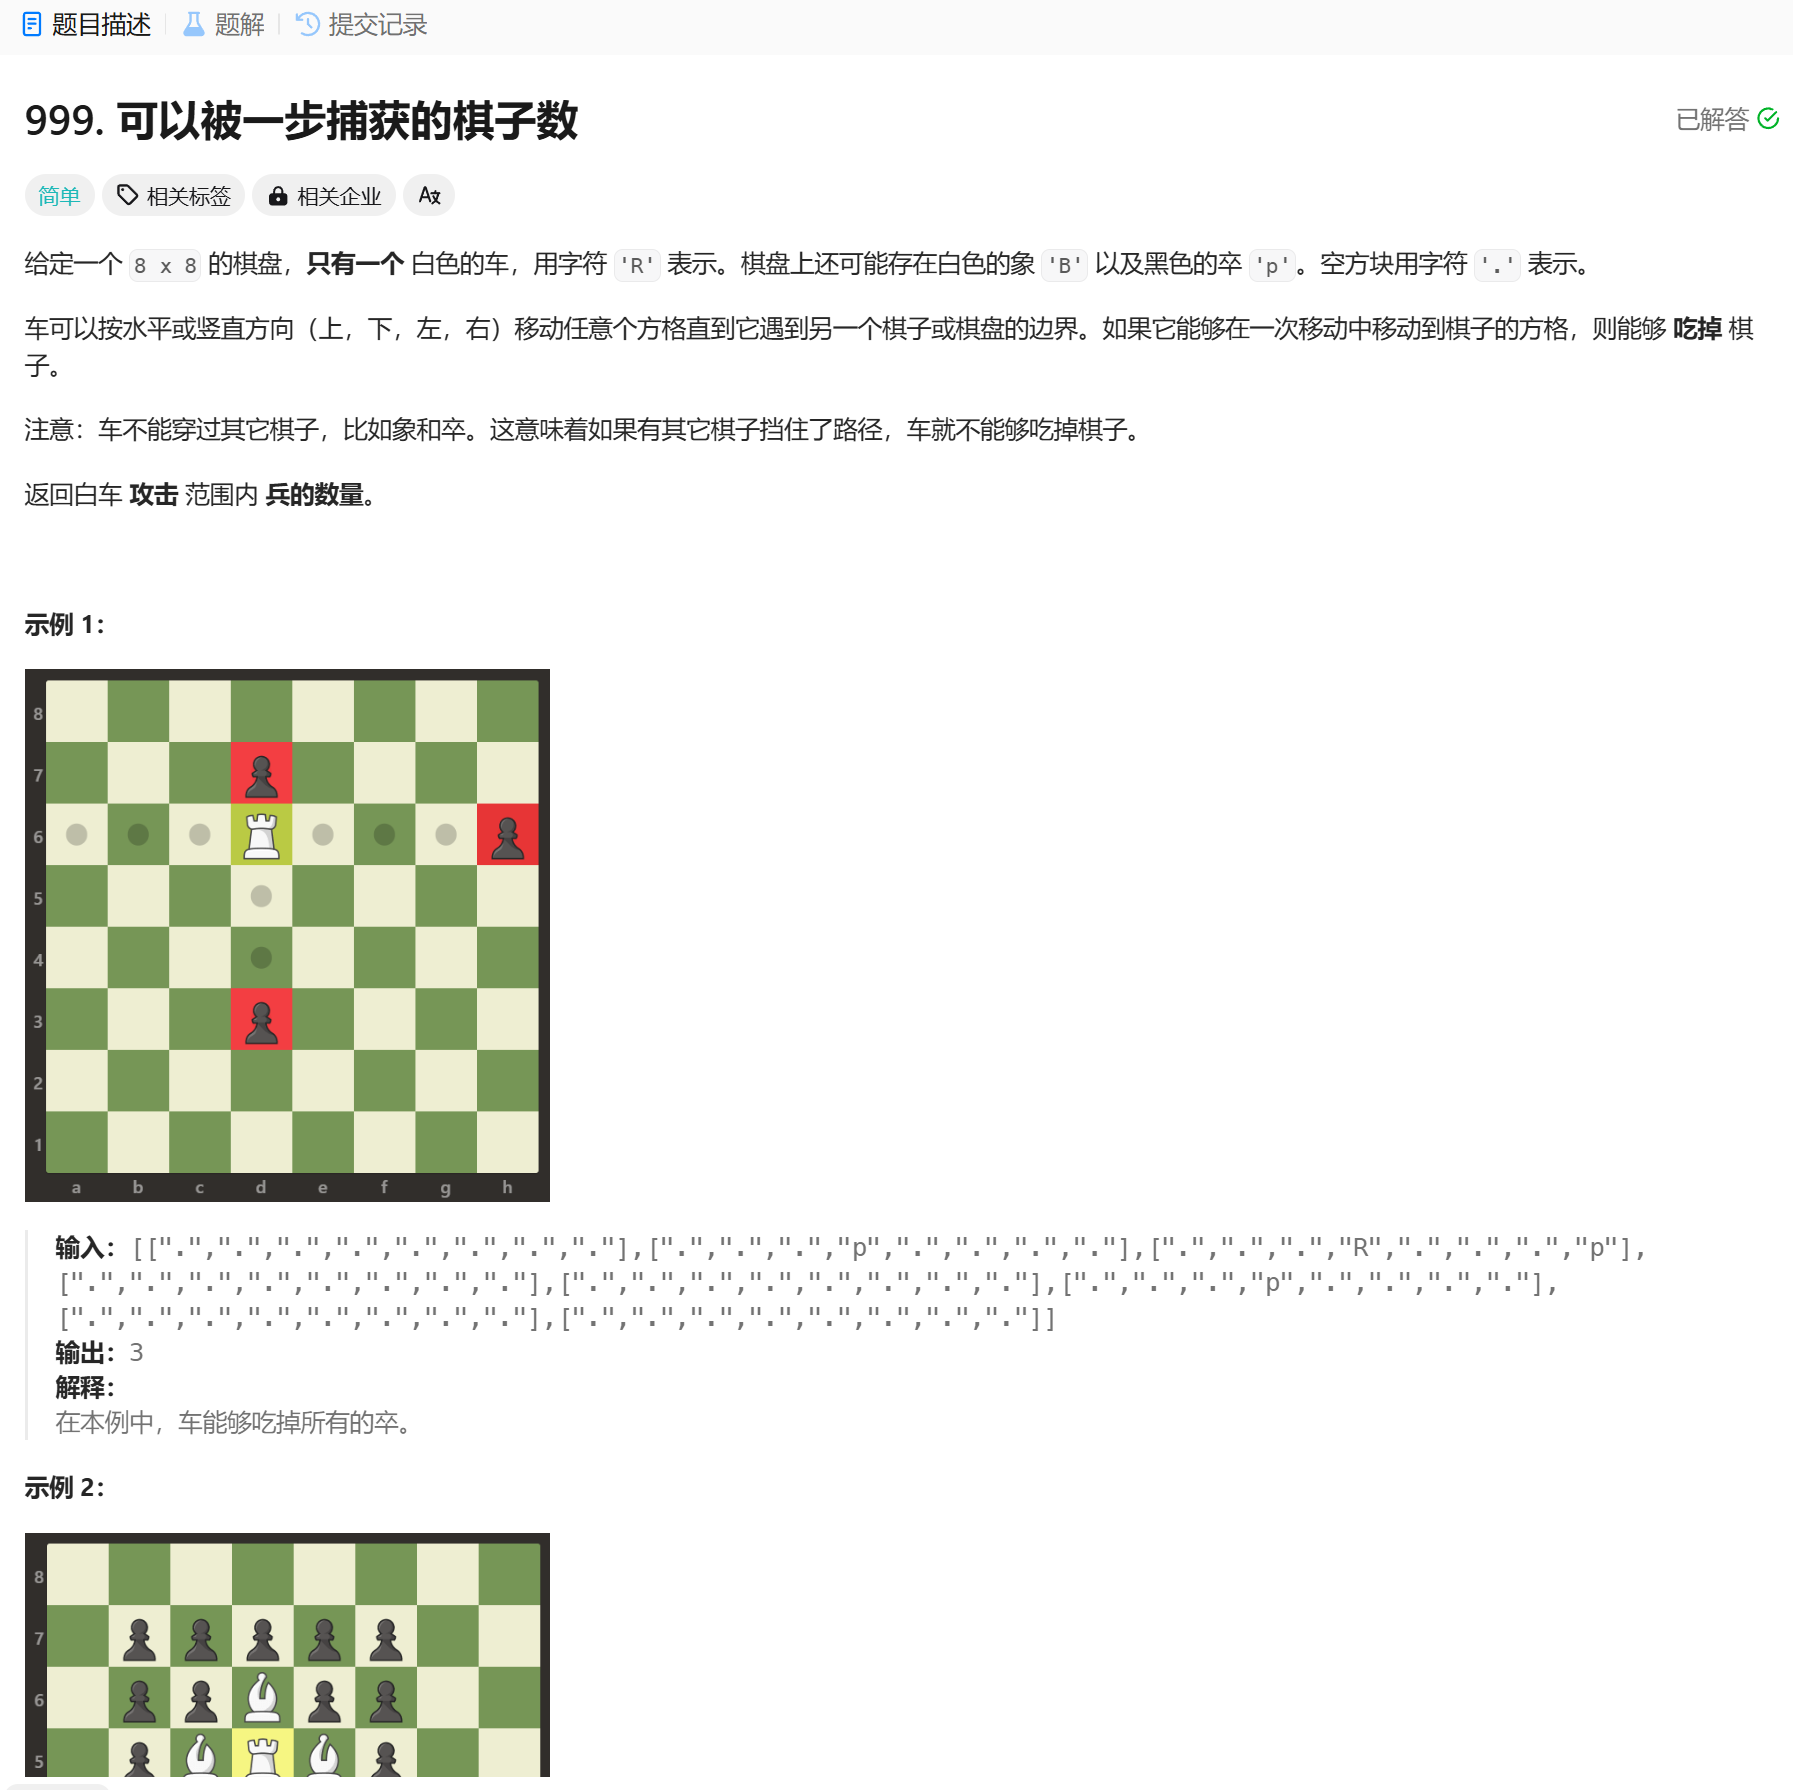 题目描述 题解 提交记录
999. 可以被一步捕获的棋子数
已解答
简单 相关标签 相关企业 A文
给定一个 8 x 8 的棋盘，只有一个 白色的车，用字符 'R' 表示。棋盘上还可能存在白色的象 'B' 以及黑色的卒 'p'。空方块用字符 '.' 表示。
车可以按水平或竖直方向（上，下，左，右）移动任意个方格直到它遇到另一个棋子或棋盘的边界。如果它能够在一次移动中移动到棋子的方格，则能够 吃掉 棋
子。
注意：车不能穿过其它棋子，比如象和卒。这意味着如果有其它棋子挡住了路径，车就不能够吃掉棋子。
返回白车 攻击 范围内 兵的数量。
示例 1：
8
7
6
5
4
3
2
1
a b c d e f g h
输入：[[".",".",".",".",".",".",".","."],[".",".",".","p",".",".",".","."],[".",".",".","R",".",".",".","p"],
[".",".",".",".",".",".",".","."],[".",".",".",".",".",".",".","."],[".",".",".","p",".",".",".","."],
[".",".",".",".",".",".",".","."],[".",".",".",".",".",".",".","."]]
输出：3
解释：
在本例中，车能够吃掉所有的卒。
示例 2：
8
7
6
5